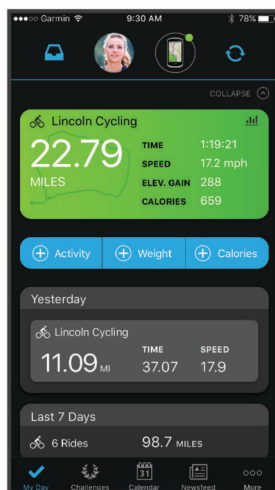 Garmin 9:30 AM 78%
COLLAPSE
Lincoln Cycling
22.79
MILES
TIME 1:19:21
SPEED 17.2 mph
ELEV. GAIN 288
CALORIES 659
Activity Weight Calories
Yesterday
Lincoln Cycling
11.09 MI
TIME SPEED
37.07 17.9
Last 7 Days
6 Rides 98.7 MILES
31
My Day Challenges Calendar Newsfeed More